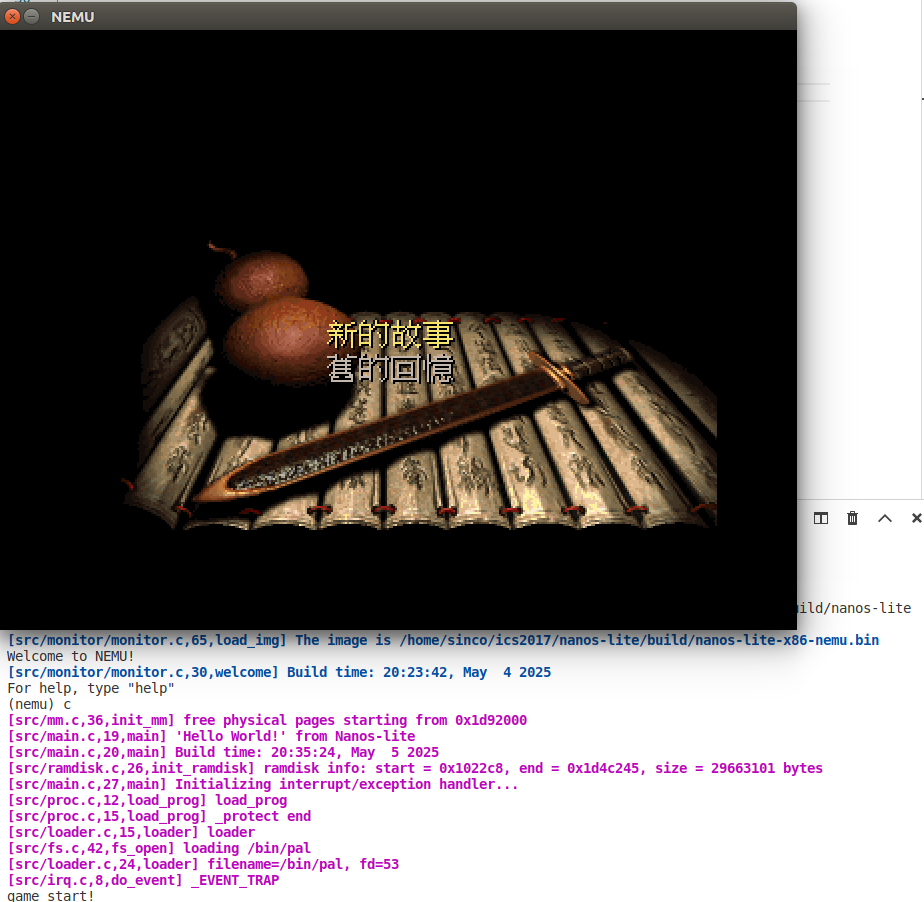 NEMU
新的故事
舊的回憶
uild/nanos-lite
[src/monitor/monitor.c,65,load_img] The image is /home/sinco/ics2017/nanos-lite/build/nanos-lite-x86-nemu.bin
Welcome to NEMU!
[src/monitor/monitor.c,30,welcome] Build time: 20:23:42, May  4 2025
For help, type "help"
(nemu) c
[src/mm.c,36,init_mm] free physical pages starting from 0x1d92000
[src/main.c,19,main] 'Hello World!' from Nanos-lite
[src/main.c,20,main] Build time: 20:35:24, May  5 2025
[src/ramdisk.c,26,init_ramdisk] ramdisk info: start = 0x1022c8, end = 0x1d4c245, size = 29663101 bytes
[src/main.c,27,main] Initializing interrupt/exception handler...
[src/proc.c,12,load_prog] load_prog
[src/proc.c,15,load_prog] _protect end
[src/loader.c,15,loader] loader
[src/fs.c,42,fs_open] loading /bin/pal
[src/loader.c,24,loader] filename=/bin/pal, fd=53
[src/irq.c,8,do_event] _EVENT_TRAP
game start!